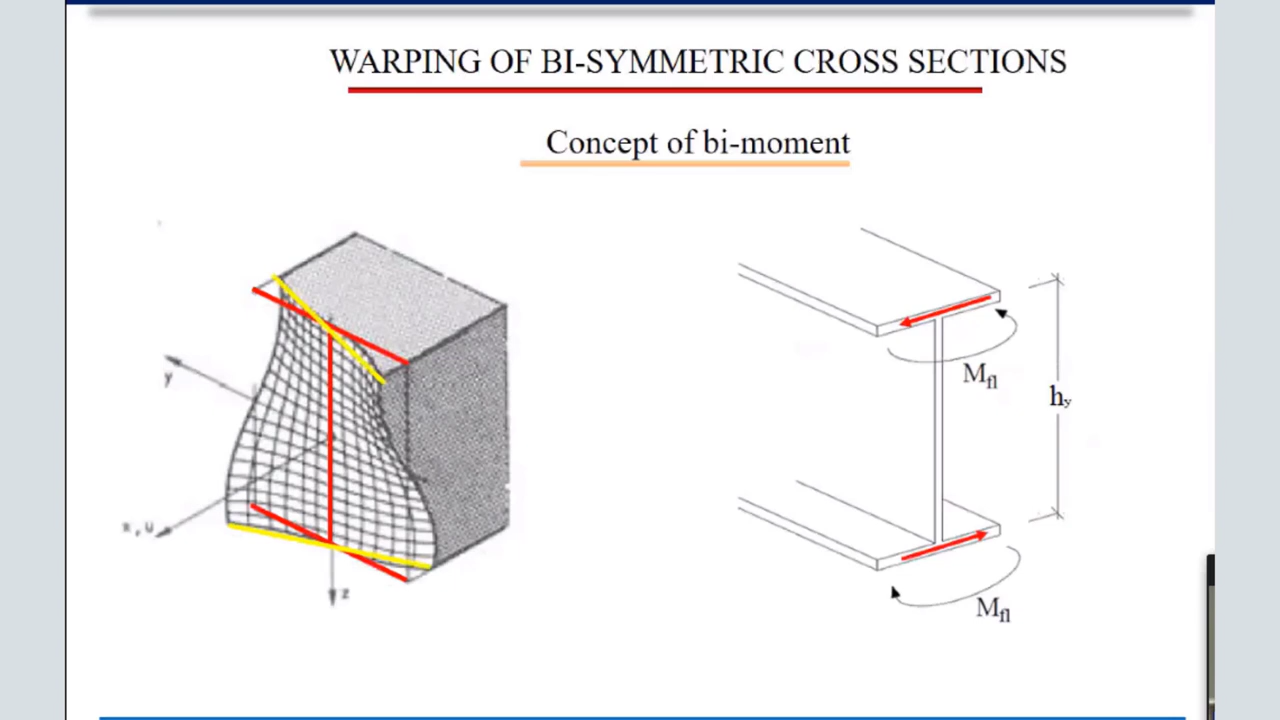 WARPING OF BI-SYMMETRIC CROSS SECTIONS
Concept of bi-moment
y
x, u
z
Mfl
hy
Mfl